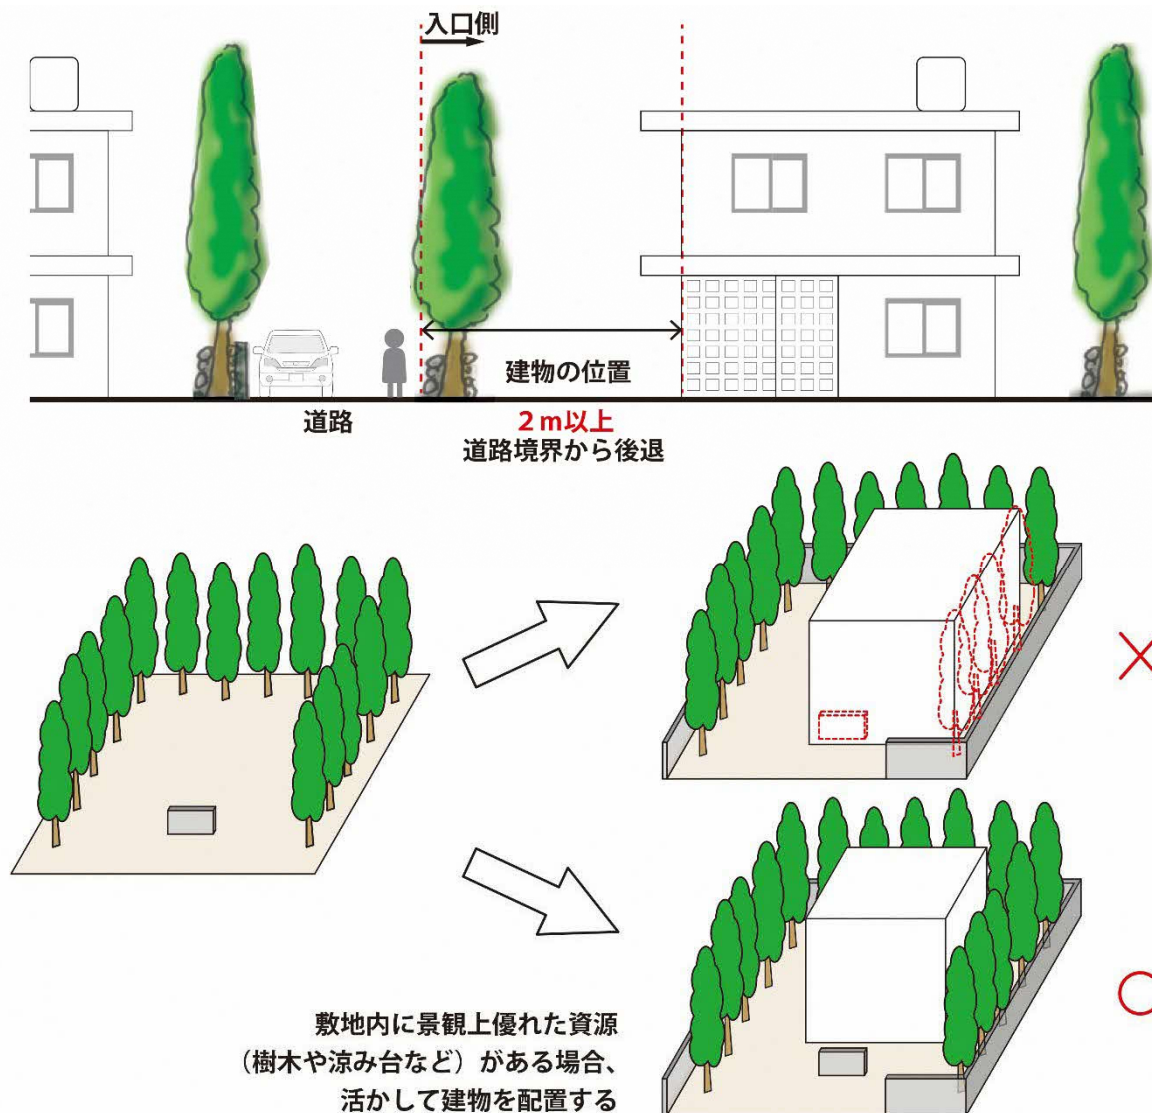 入口側
建物の位置
道路
2m以上
道路境界から後退
敷地内に景観上優れた資源
（樹木や涼み台など）がある場合、
活かして建物を配置する